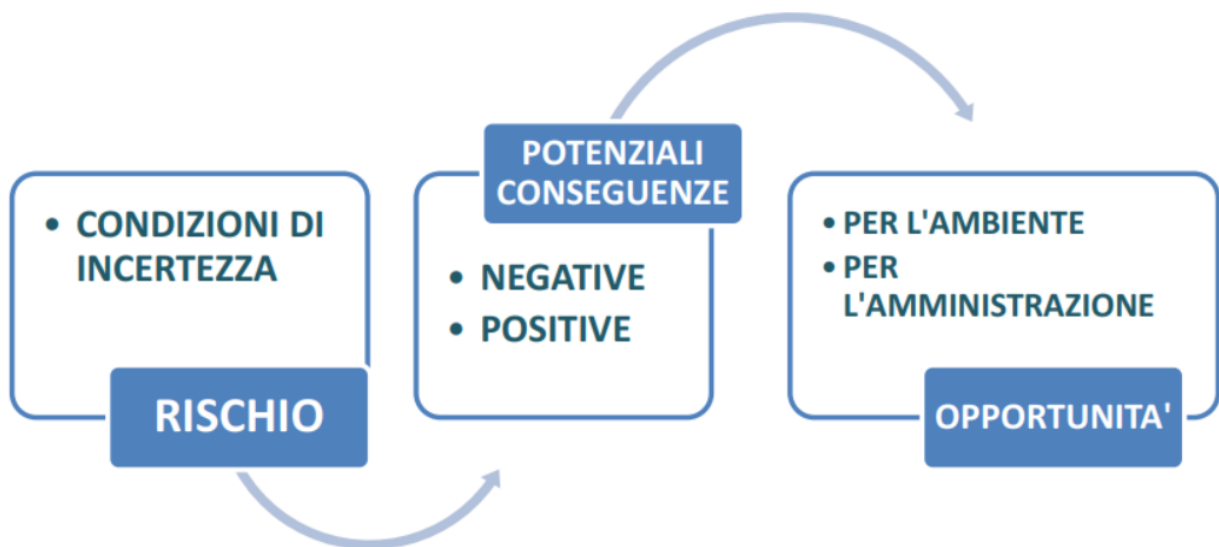 • CONDIZIONI DI
INCERTEZZA
RISCHIO
POTENZIALI
CONSEGUENZE
• NEGATIVE
• POSITIVE
• PER L'AMBIENTE
• PER
L'AMMINISTRAZIONE
OPPORTUNITA'